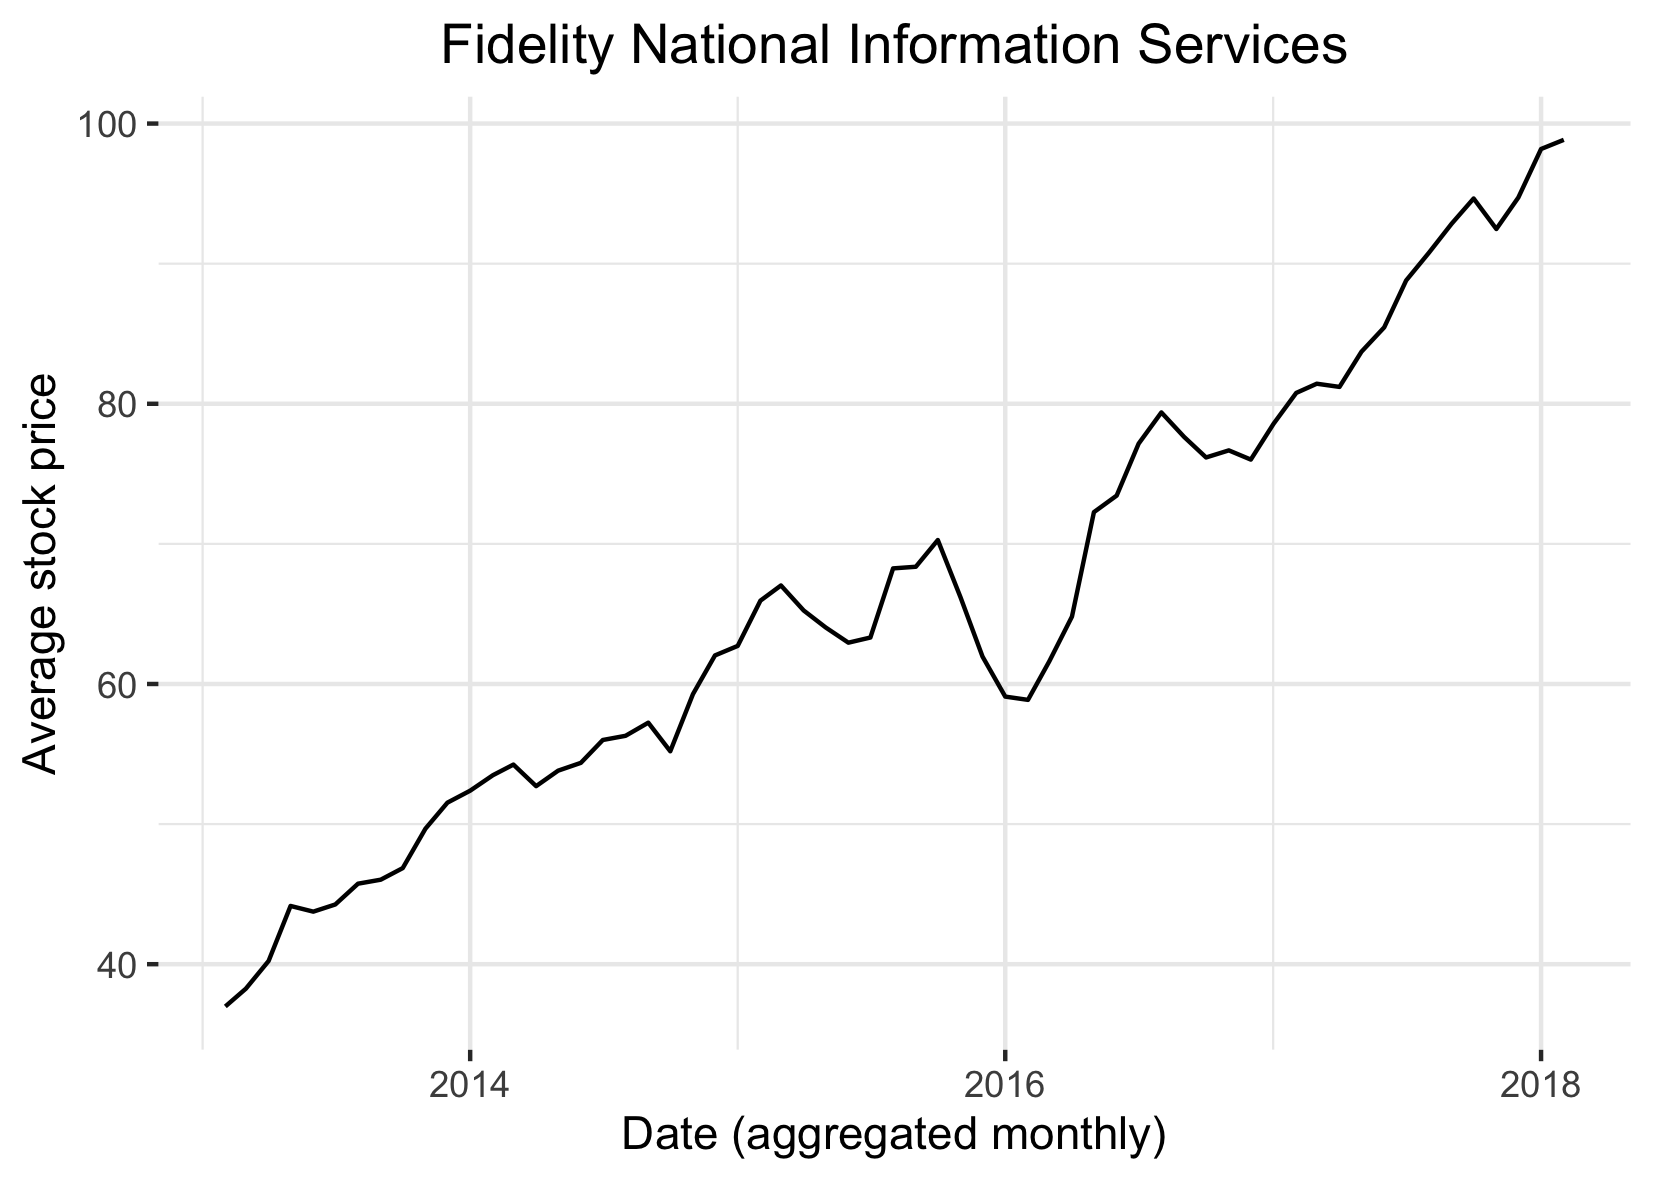 Fidelity National Information Services
100
80
60
40
Average stock price
2014 2016 2018
Date (aggregated monthly)